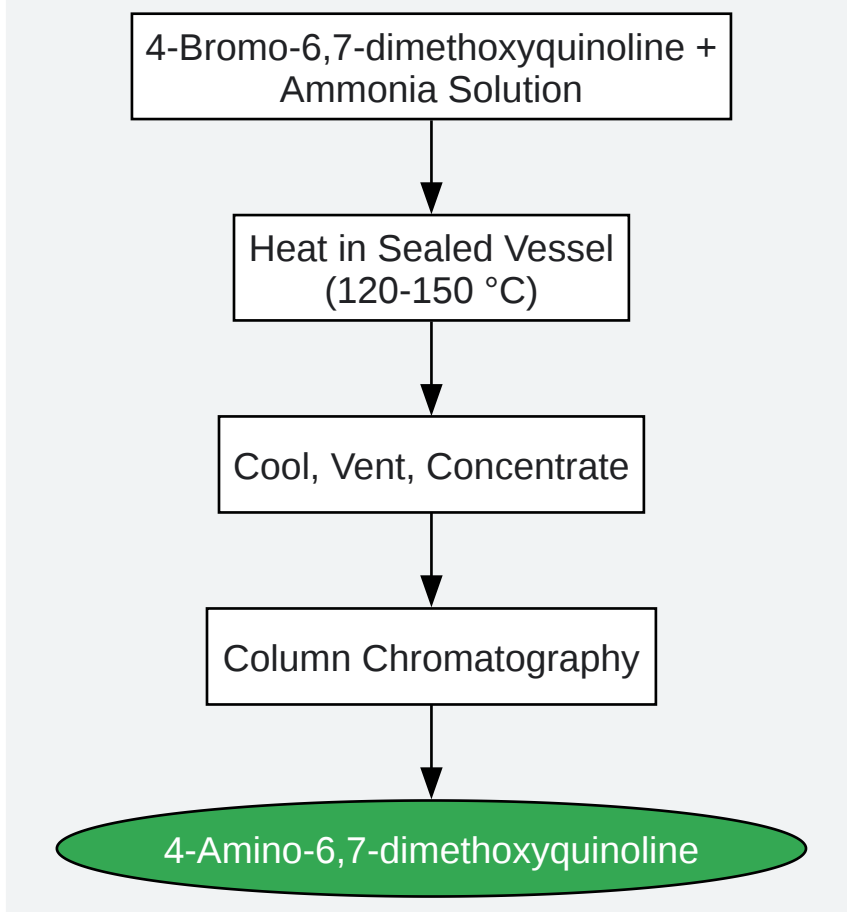 4-Bromo-6,7-dimethoxyquinoline +
Ammonia Solution
Heat in Sealed Vessel
(120-150 °C)
Cool, Vent, Concentrate
Column Chromatography
4-Amino-6,7-dimethoxyquinoline